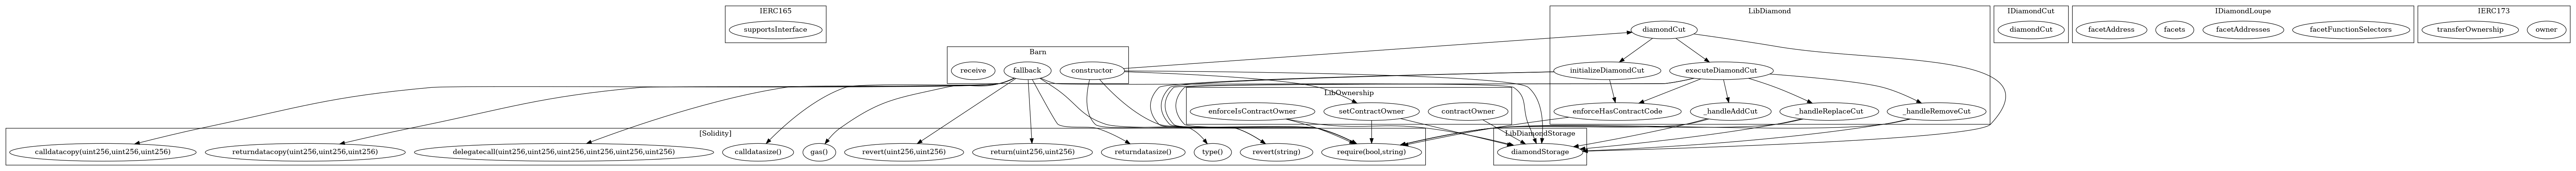 IERC165
supportsInterface
LibDiamond
diamondCut
initializeDiamondCut
executeDiamondCut
enforceHasContractCode
_handleAddCut
_handleReplaceCut
_handleRemoveCut
IDiamondCut
diamondCut
IDiamondLoupe
facetAddress
facets
facetAddresses
facetFunctionSelectors
IERC173
transferOwnership
owner
Barn
receive
fallback
constructor
LibOwnership
enforceIsContractOwner
setContractOwner
contractOwner
[Solidity]
calldatacopy(uint256,uint256,uint256)
returndatacopy(uint256,uint256,uint256)
delegatecall(uint256,uint256,uint256,uint256,uint256,uint256)
calldatasize()
gas()
revert(uint256,uint256)
return(uint256,uint256)
returndatasize()
type()
revert(string)
require(bool,string)
LibDiamondStorage
diamondStorage